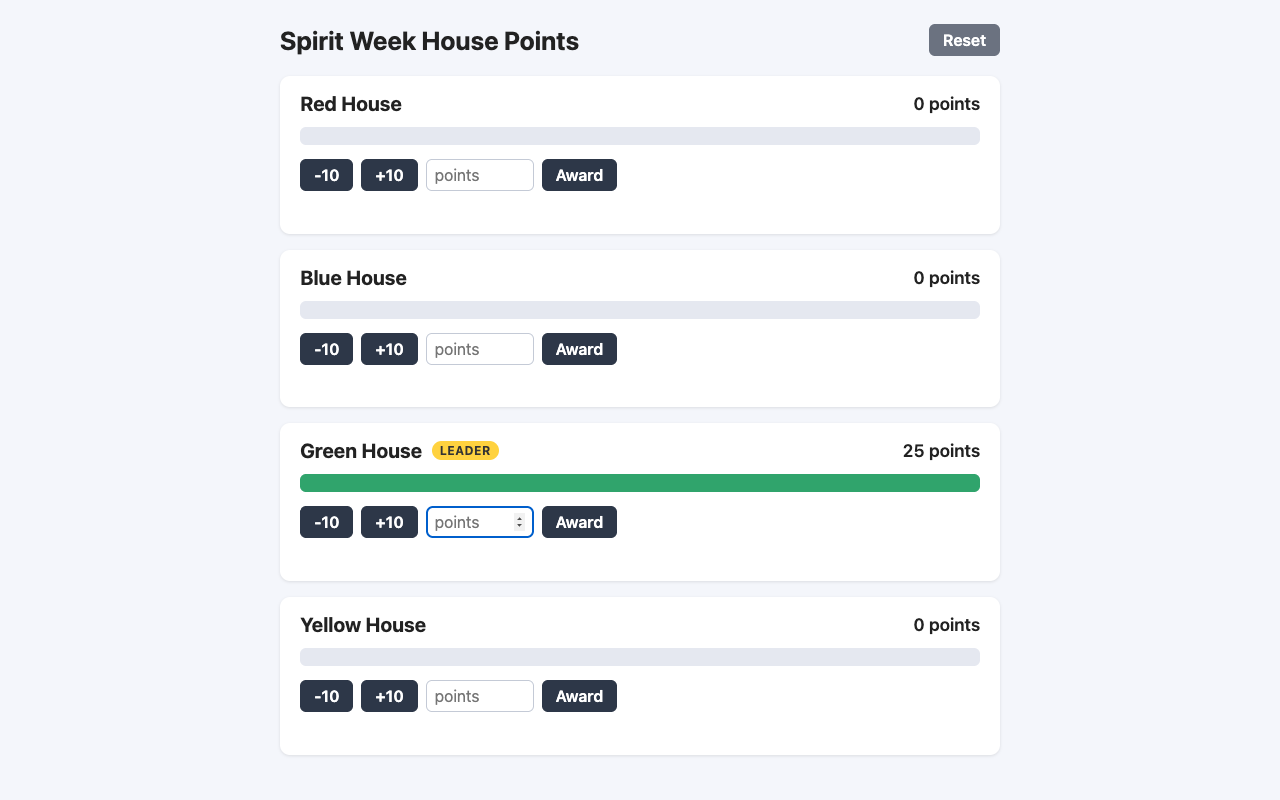 Spirit Week House Points
Reset
Red House
0 points
-10
+10
points
Award
Blue House
0 points
-10
+10
points
Award
Green House
LEADER
25 points
-10
+10
points
Award
Yellow House
0 points
-10
+10
points
Award